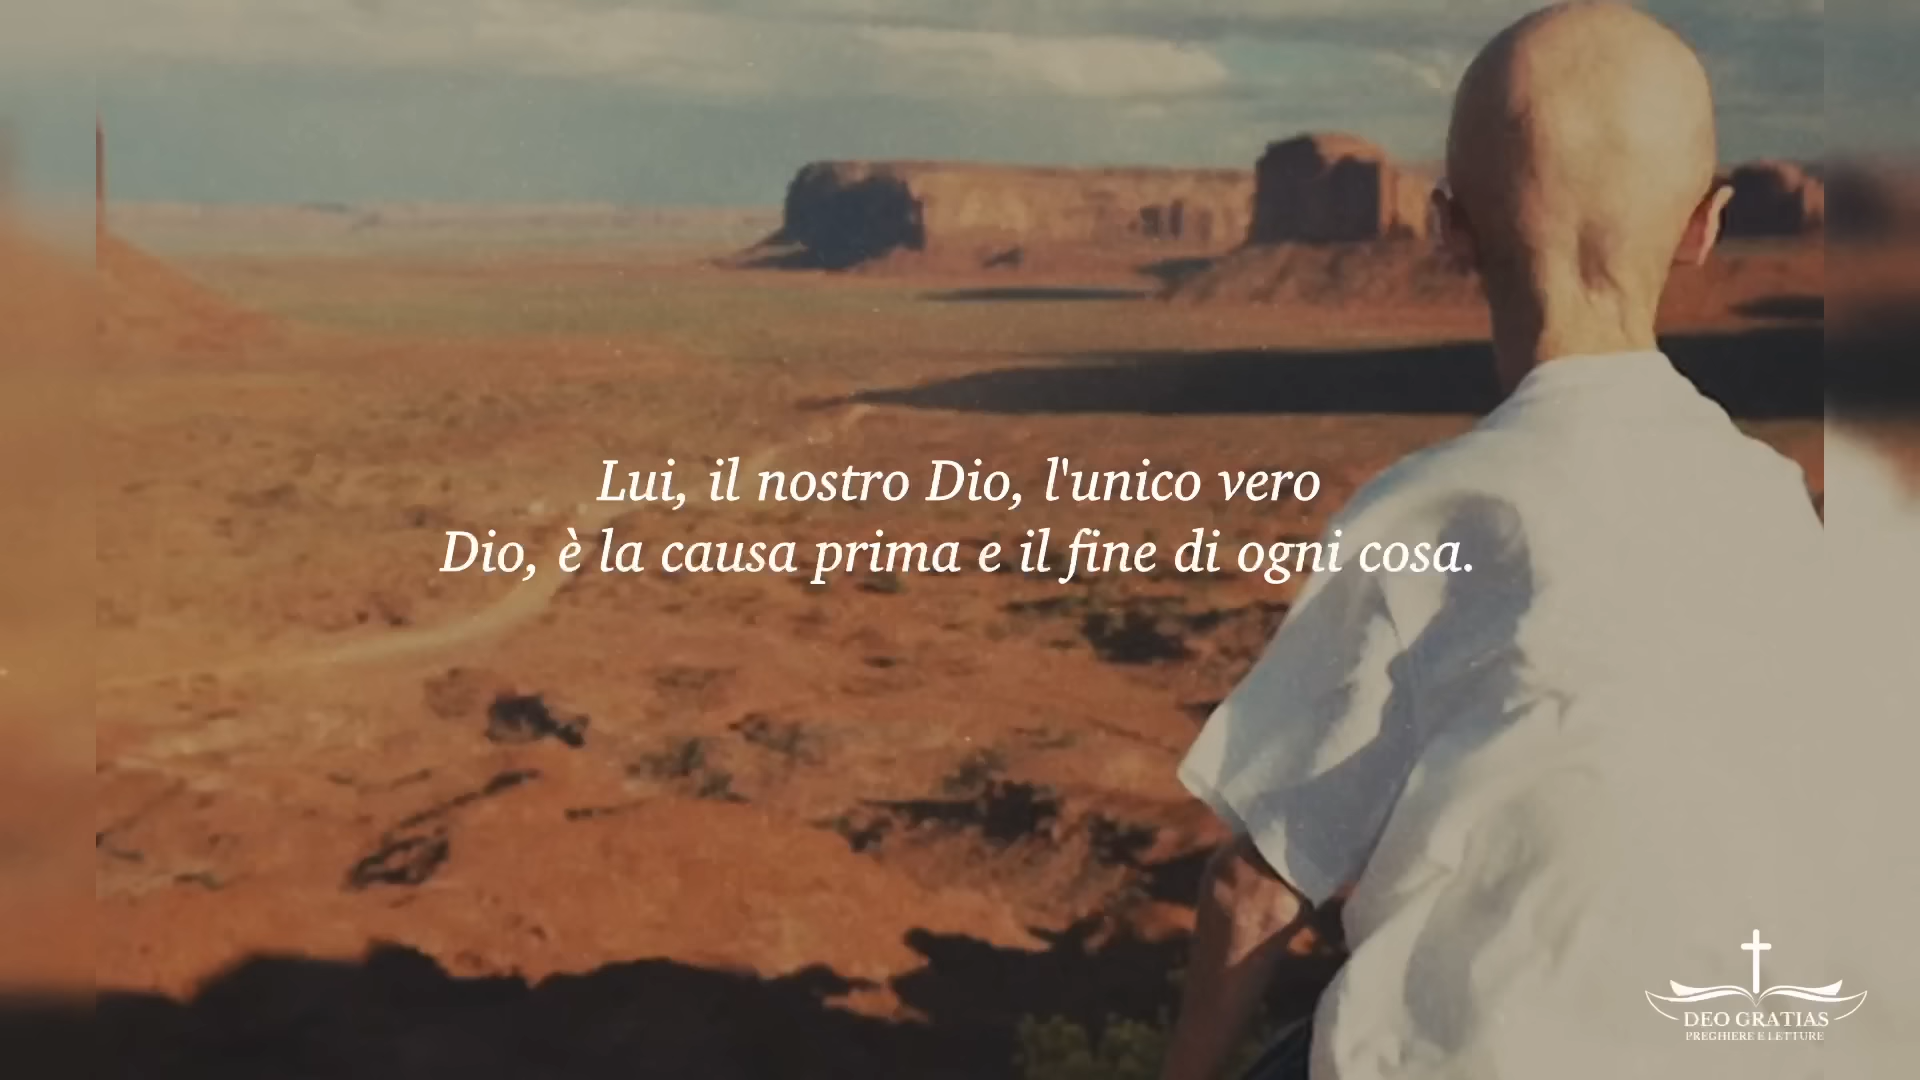 Lui, il nostro Dio, l'unico vero
Dio, è la causa prima e il fine di ogni cosa.
DEO GRATIAS
PREGHIERE E LETTURE